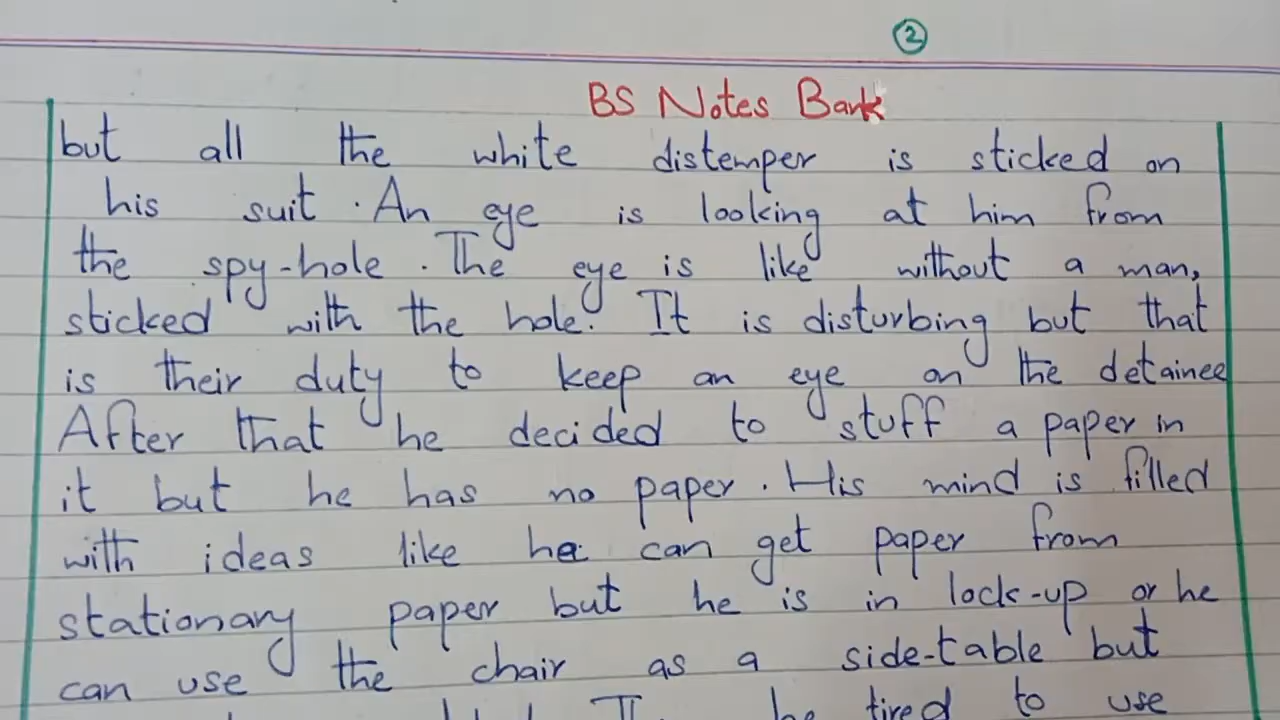 2
BS Notes Bank
but all the white distemper is sticked on
his suit. An eye is looking at him from
the spy-hole. The eye is like without a man,
sticked with the hole. It is disturbing but that
is their duty to keep an eye on the detainee
After that he decided to stuff a paper in
it but he has no paper. His mind is filled
with ideas like he can get paper from
stationary paper but he is in lock-up or he
can use the chair as a side-table but
he tired to use